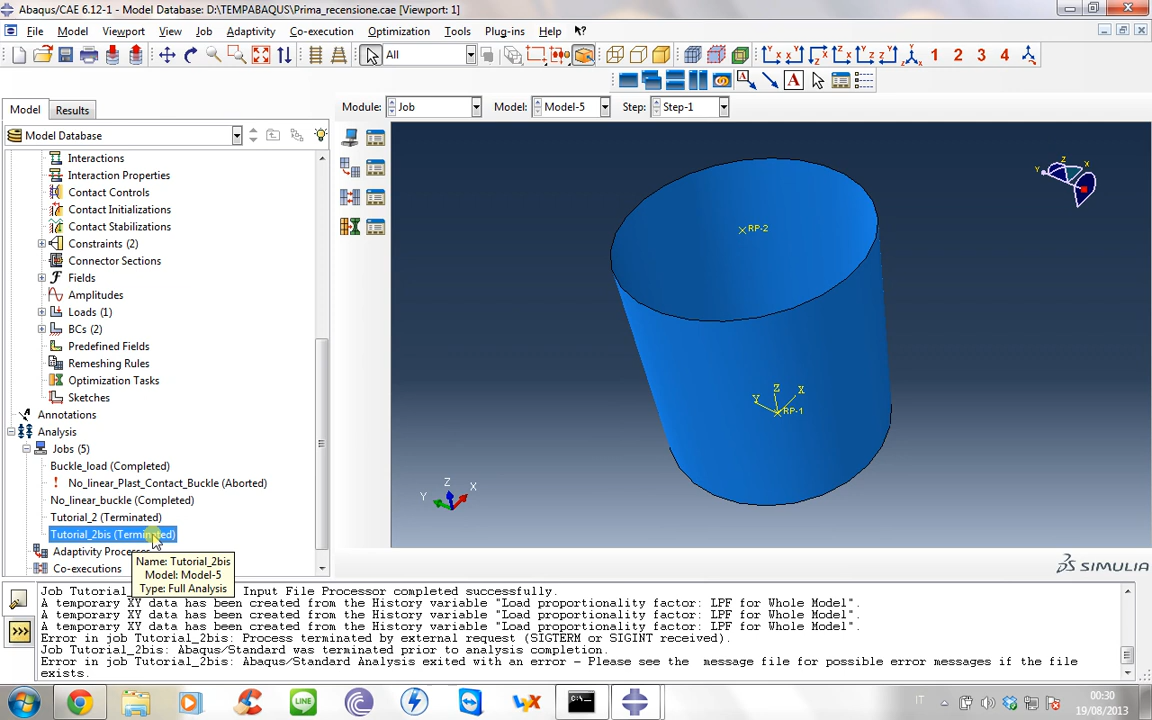 Abaqus/CAE 6.12-1 - Model Database: D:\TEMPABAQUS\Prima_recensione.cae [Viewport: 1]
File Model Viewport View Job Adaptivity Co-execution Optimization Tools Plug-ins Help
All
1 2 3 4
A A
Model Results
Module: Job Model: Model-5 Step: Step-1
Model Database
Interactions
Interaction Properties
Contact Controls
Contact Initializations
Contact Stabilizations
Constraints (2)
Connector Sections
Fields
Amplitudes
Loads (1)
BCs (2)
Predefined Fields
Remeshing Rules
Optimization Tasks
Sketches
Annotations
Analysis
Jobs (5)
Buckle_load (Completed)
! No_linear_Plast_Contact_Buckle (Aborted)
No_linear_buckle (Completed)
Tutorial_2 (Terminated)
Tutorial_2bis (Terminated)
Adaptivity Processes
Co-executions
Name: Tutorial_2bis
Model: Model-5
Type: Full Analysis
RP-2
Z
X
Y
Z
X
Y
RP-1
Z
X
Y
SIMULIA
Job Tutorial_ Input File Processor completed successfully.
A temporary XY data has been created from the History variable "Load proportionality factor: LPF for Whole Model".
A temporary XY data has been created from the History variable "Load proportionality factor: LPF for Whole Model".
A temporary XY data has been created from the History variable "Load proportionality factor: LPF for Whole Model".
Error in job Tutorial_2bis: Process terminated by external request (SIGTERM or SIGINT received).
Job Tutorial_2bis: Abaqus/Standard was terminated prior to analysis completion.
Error in job Tutorial_2bis: Abaqus/Standard Analysis exited with an error - Please see the message file for possible error messages if the file
exists.
LINE
IT
00:30
19/08/2013